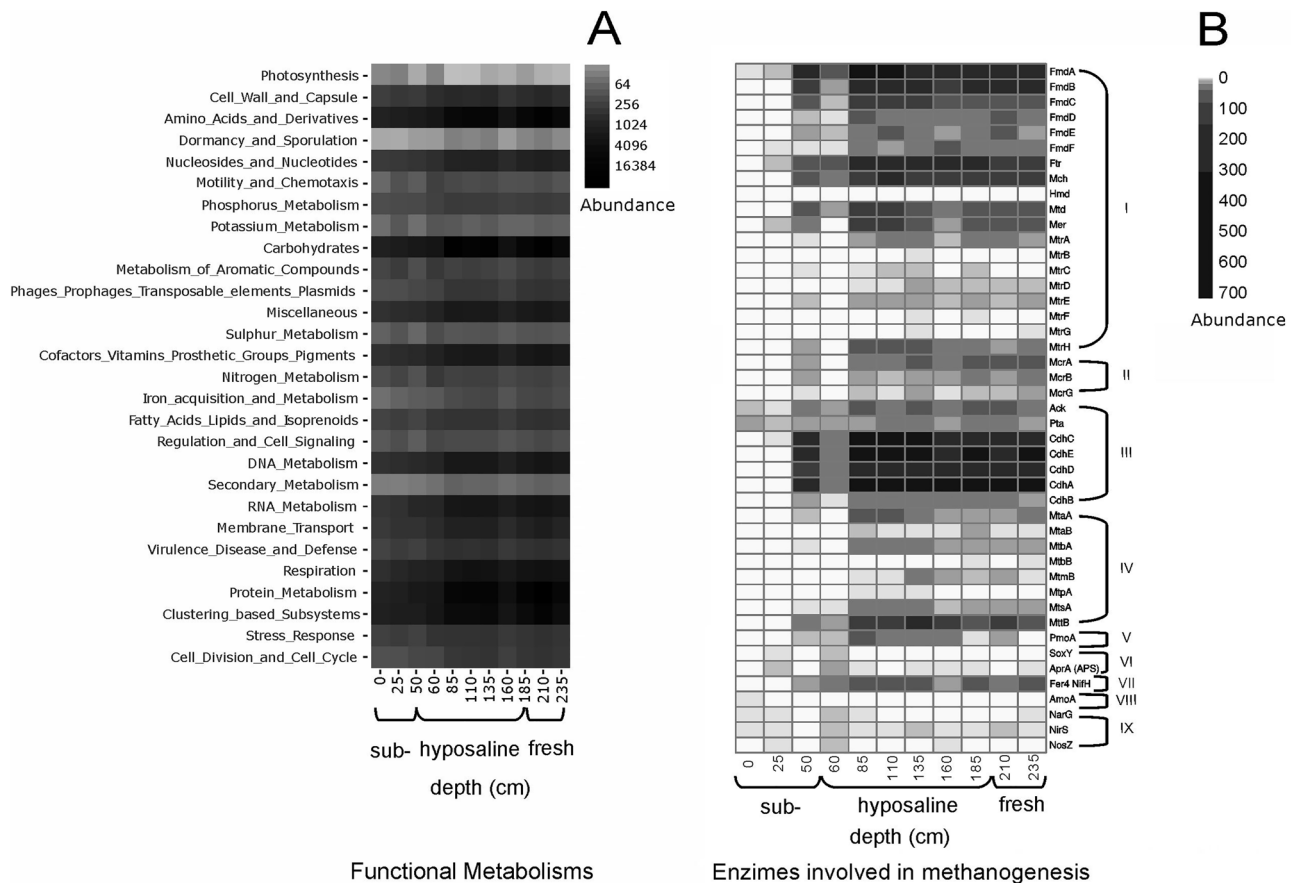 A
64
256
1024
4096
16384
Abundance
Photosynthesis
Cell_Wall_and_Capsule
Amino_Acids_and_Derivatives
Dormancy_and_Sporulation
Nucleosides_and_Nucleotides
Motility_and_Chemotaxis
Phosphorus_Metabolism
Potassium_Metabolism
Carbohydrates
Metabolism_of_Aromatic_Compounds
Phages_Prophages_Transposable_elements_Plasmids
Miscellaneous
Sulphur_Metabolism
Cofactors_Vitamins_Prosthetic_Groups_Pigments
Nitrogen_Metabolism
Iron_acquisition_and_Metabolism
Fatty_Acids_Lipids_and_Isoprenoids
Regulation_and_Cell_Signaling
DNA_Metabolism
Secondary_Metabolism
RNA_Metabolism
Membrane_Transport
Virulence_Disease_and_Defense
Respiration
Protein_Metabolism
Clustering_based_Subsystems
Stress_Response
Cell_Division_and_Cell_Cycle
0 25 50 60 85 110 135 160 185 210 235
sub- hyposaline fresh
depth (cm)
Functional Metabolisms
B
0
100
200
300
400
500
600
700
Abundance
FmdA
FmdB
FmdC
FmdD
FmdE
FmdF
Ftr
Mch
Hmd
Mtd
Mer
MtrA
MtrB
MtrC
MtrD
MtrE
MtrF
MtrG
MtrH
McrA
McrB
McrG
Ack
Pta
CdhC
CdhE
CdhD
CdhA
CdhB
MtaA
MtaB
MtbA
MtbB
MtmB
MtpA
MtsA
MttB
PmoA
SoxY
AprA (APS)
Fer4 NifH
AmoA
NarG
NirS
NosZ
I
II
III
IV
V
VI
VII
VIII
IX
0 25 50 60 85 110 135 160 185 210 235
sub- hyposaline fresh
depth (cm)
Enzimes involved in methanogenesis